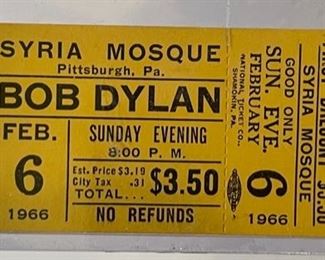 SYRIA MOSQUE
Pittsburgh, Pa.
BOB DYLAN
FEB.
6
1966
SUNDAY EVENING
8:00 P. M.
Est. Price $3.19
City Tax .31
TOTAL... $3.50
NO REFUNDS
NATIONAL TICKET CO.,
SHAMOKIN, PA.
GOOD ONLY
SUN. EVE.
FEBRUARY
6
1966
SYRIA MOSQUE